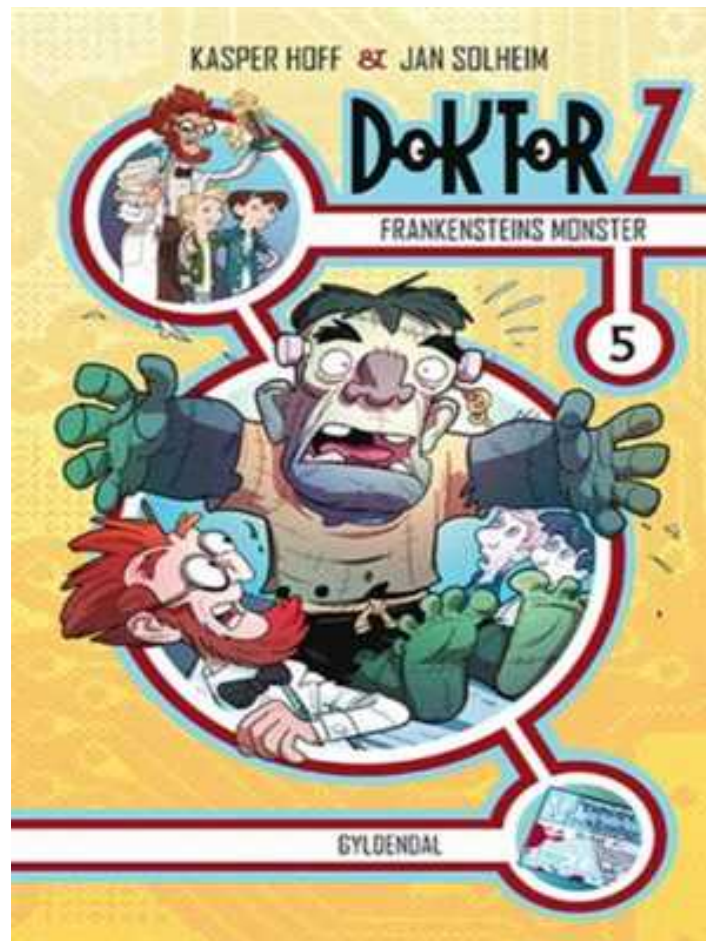 KASPER HOFF & JAN SOLHEIM
DOKTOR Z
FRANKENSTEINS MONSTER
5
GYLDENDAL